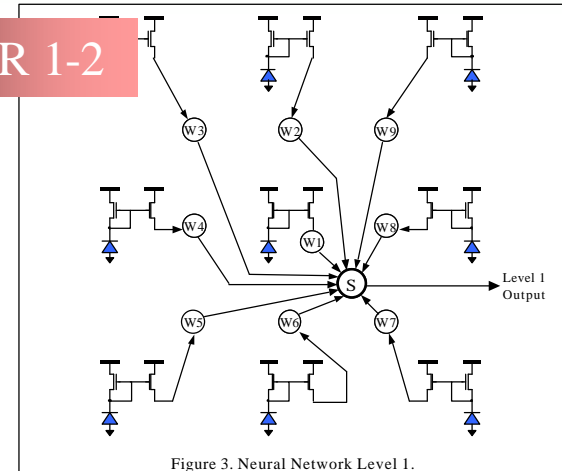 R 1-2
W3
W2
W9
W4
W1
W8
S
Level 1
Output
W5
W6
W7
Figure 3. Neural Network Level 1.